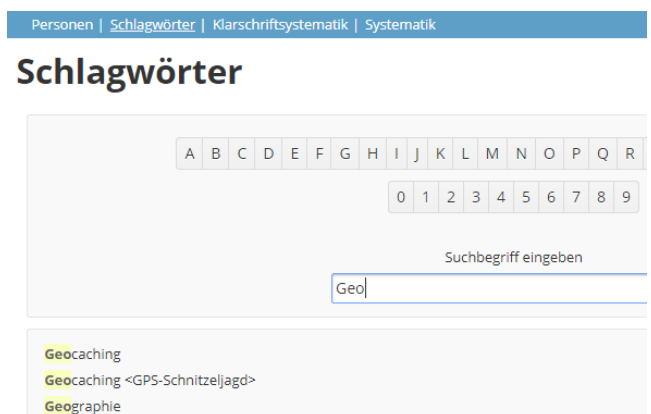 Personen | Schlagwörter | Klarschriftsystematik | Systematik
Schlagwörter
A B C D E F G H I J K L M N O P Q R
0 1 2 3 4 5 6 7 8 9
Suchbegriff eingeben
Geo
Geocaching
Geocaching <GPS-Schnitzeljagd>
Geographie